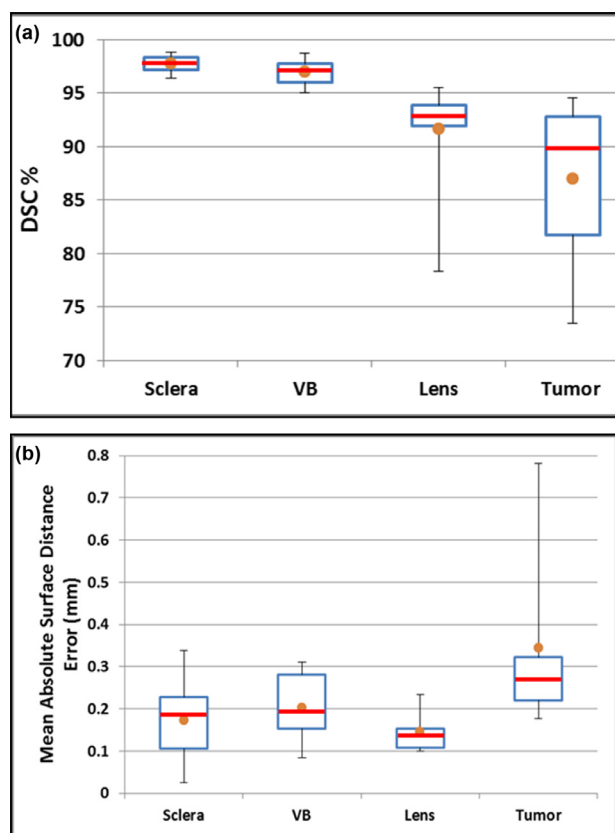 (a)
100
95
90
85
80
75
70
DSC %
Sclera VB Lens Tumor
(b)
0.8
0.7
0.6
0.5
0.4
0.3
0.2
0.1
0
Mean Absolute Surface Distance
Error (mm)
Sclera VB Lens Tumor